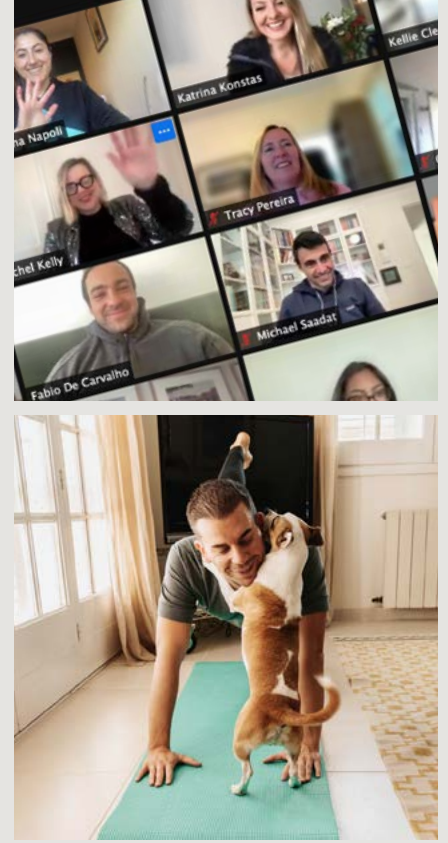 Katrina Konstas
Kellie Cle
na Napoli
Tracy Pereira
chel Kelly
Michael Saadat
Fabio De Carvalho